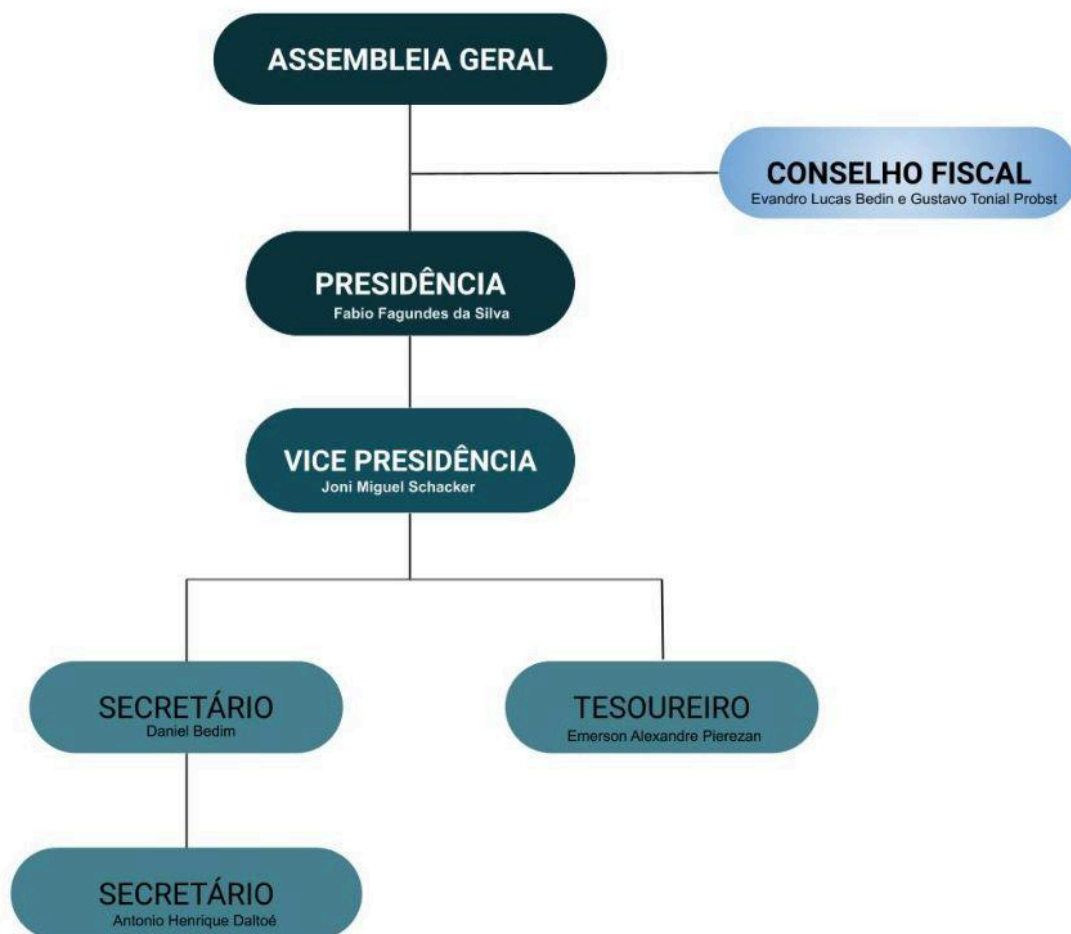 ASSEMBLEIA GERAL
CONSELHO FISCAL
Evandro Lucas Bedin e Gustavo Tonial Probst
PRESIDÊNCIA
Fabio Fagundes da Silva
VICE PRESIDÊNCIA
Joni Miguel Schacker
SECRETÁRIO
Daniel Bedim
TESOUREIRO
Emerson Alexandre Pierezan
SECRETÁRIO
Antonio Henrique Daltoé